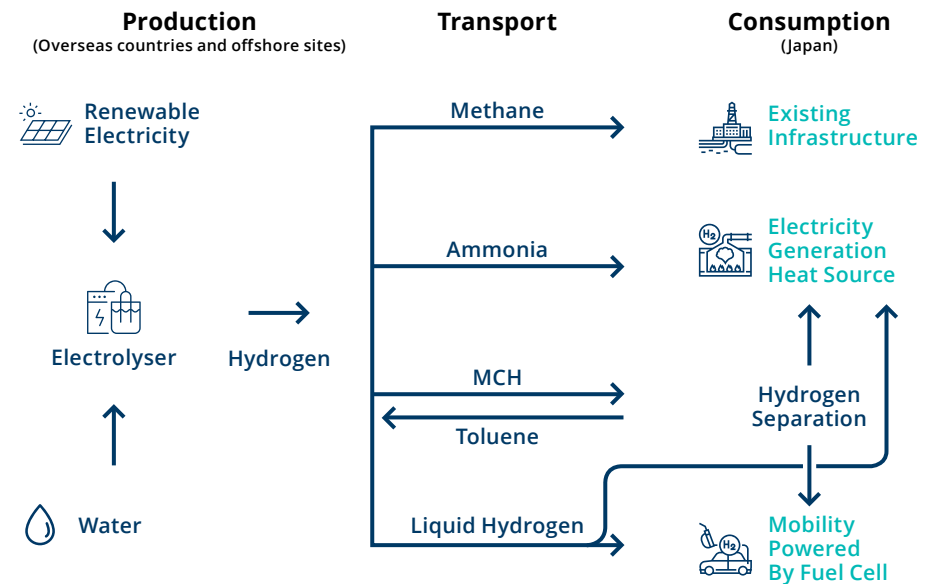 Production
(Overseas countries and offshore sites)
Transport
Consumption
(Japan)
Renewable
Electricity
Electrolyser
Water
Hydrogen
Methane
Ammonia
MCH
Toluene
Liquid Hydrogen
Existing
Infrastructure
H₂
Electricity
Generation
Heat Source
Hydrogen
Separation
H₂
Mobility
Powered
By Fuel Cell